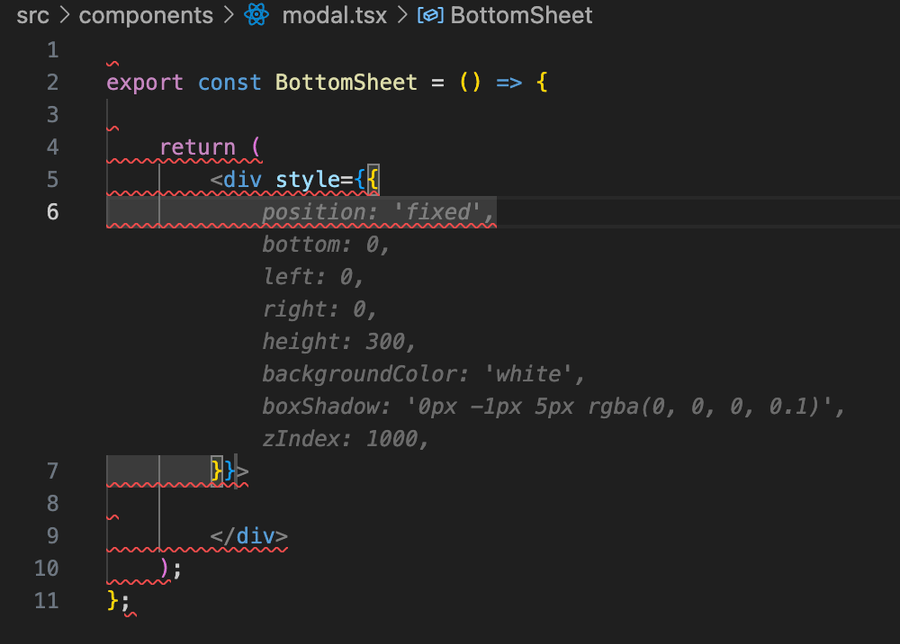 src > components > modal.tsx > BottomSheet
1
2 export const BottomSheet = () => {
3
4     return (
5         <div style={{
6             position: 'fixed',
            bottom: 0,
            left: 0,
            right: 0,
            height: 300,
            backgroundColor: 'white',
            boxShadow: '0px -1px 5px rgba(0, 0, 0, 0.1)',
            zIndex: 1000,
7         }}>
8
9         </div>
10     );
11 };